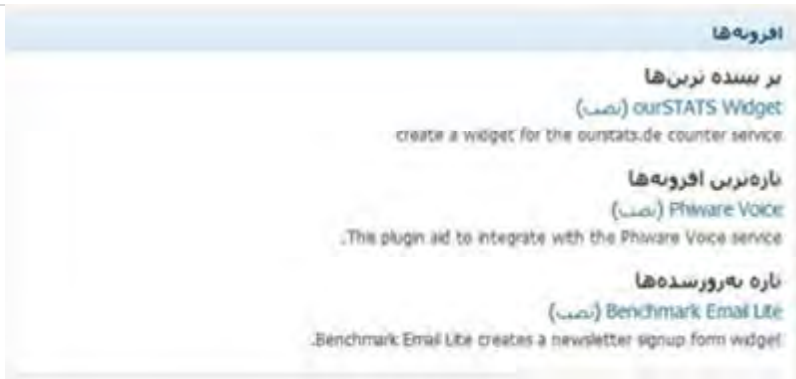 افزونه‌ها
پر بیننده ترین‌ها
ourSTATS Widget (نصب)
create a widget for the ourstats.de counter service
تازه‌ترین افزونه‌ها
Phiware Voice (نصب)
This plugin aid to integrate with the Phiware Voice service.
تازه به‌روزرسیده‌ها
Benchmark Email Lite (نصب)
Benchmark Email Lite creates a newsletter signup form widget.